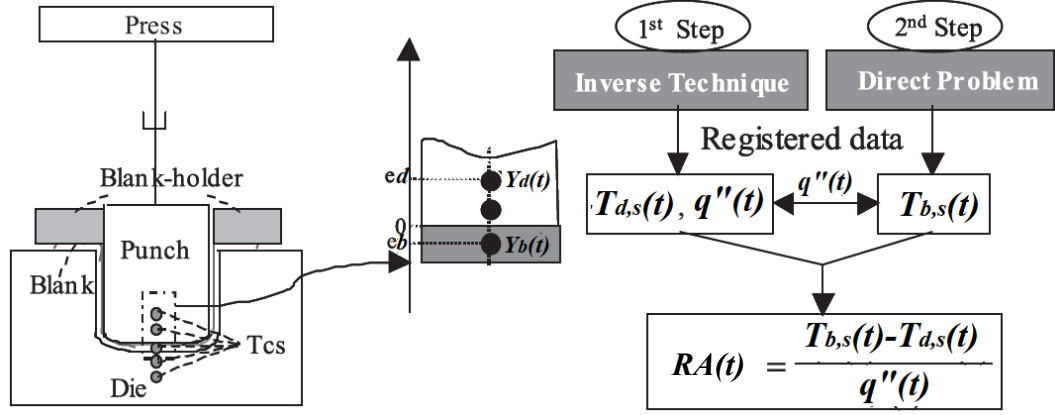 Press
Blank-holder
Punch
Blank
Tcs
Die
ed
Yd(t)
0
eb
Yb(t)
1st Step
2nd Step
Inverse Technique
Direct Problem
Registered data
Td,s(t), q"(t)
q"(t)
Tb,s(t)
RA(t) = Tb,s(t)-Td,s(t)
q"(t)